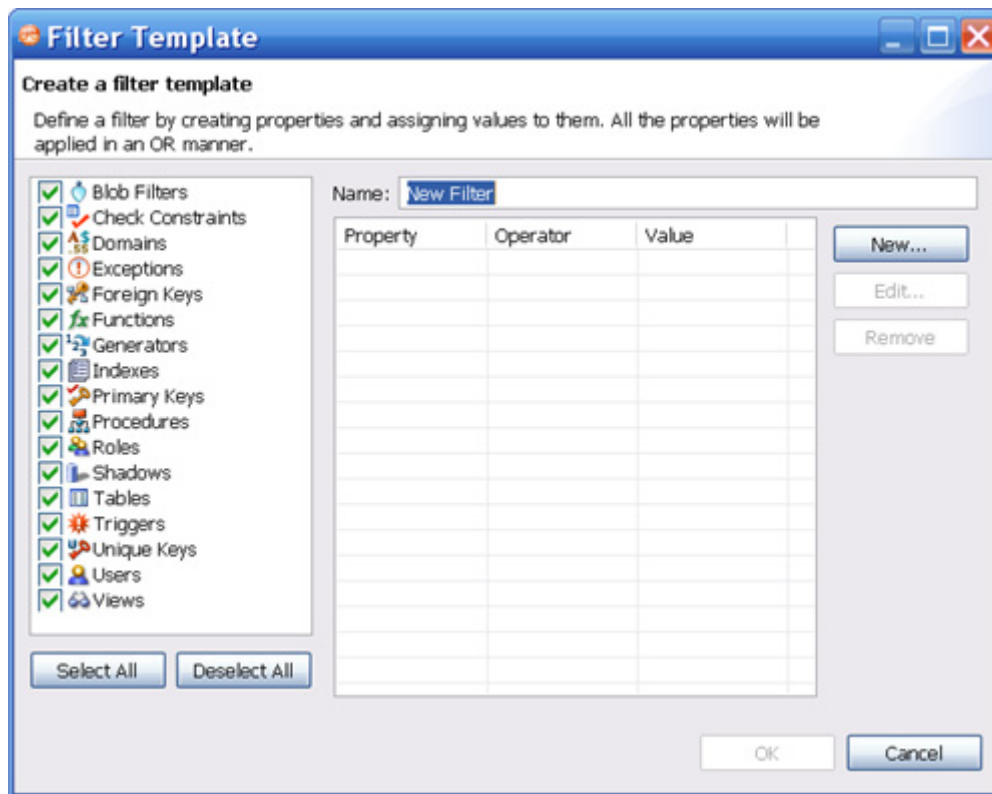 Filter Template
Create a filter template
Define a filter by creating properties and assigning values to them. All the properties will be
applied in an OR manner.
Blob Filters
Check Constraints
Domains
Exceptions
Foreign Keys
Functions
Generators
Indexes
Primary Keys
Procedures
Roles
Shadows
Tables
Triggers
Unique Keys
Users
Views
Select All Deselect All
Name: New Filter
Property Operator Value
New...
Edit...
Remove
OK Cancel